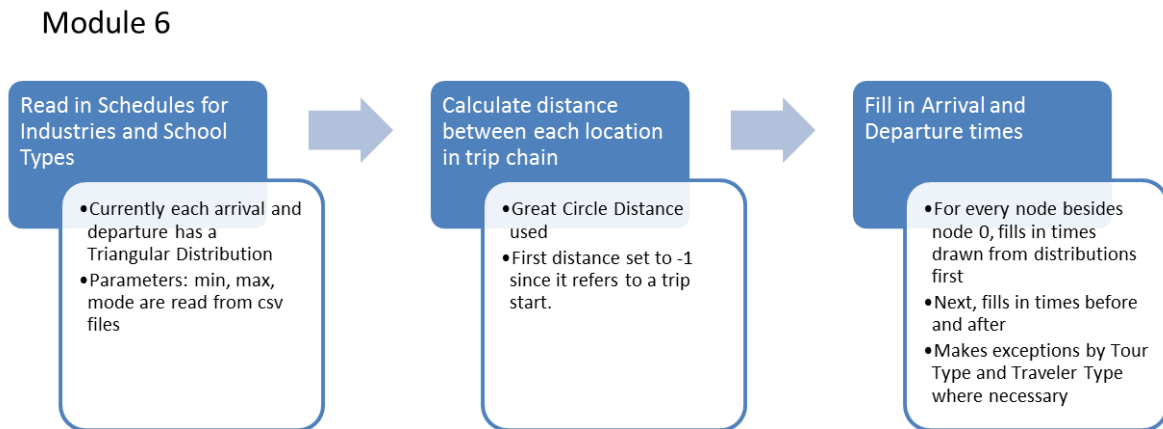 Module 6
Read in Schedules for
Industries and School
Types
•Currently each arrival and
departure has a
Triangular Distribution
•Parameters: min, max,
mode are read from csv
files
Calculate distance
between each location
in trip chain
•Great Circle Distance
used
•First distance set to -1
since it refers to a trip
start.
Fill in Arrival and
Departure times
•For every node besides
node 0, fills in times
drawn from distributions
first
•Next, fills in times before
and after
•Makes exceptions by Tour
Type and Traveler Type
where necessary